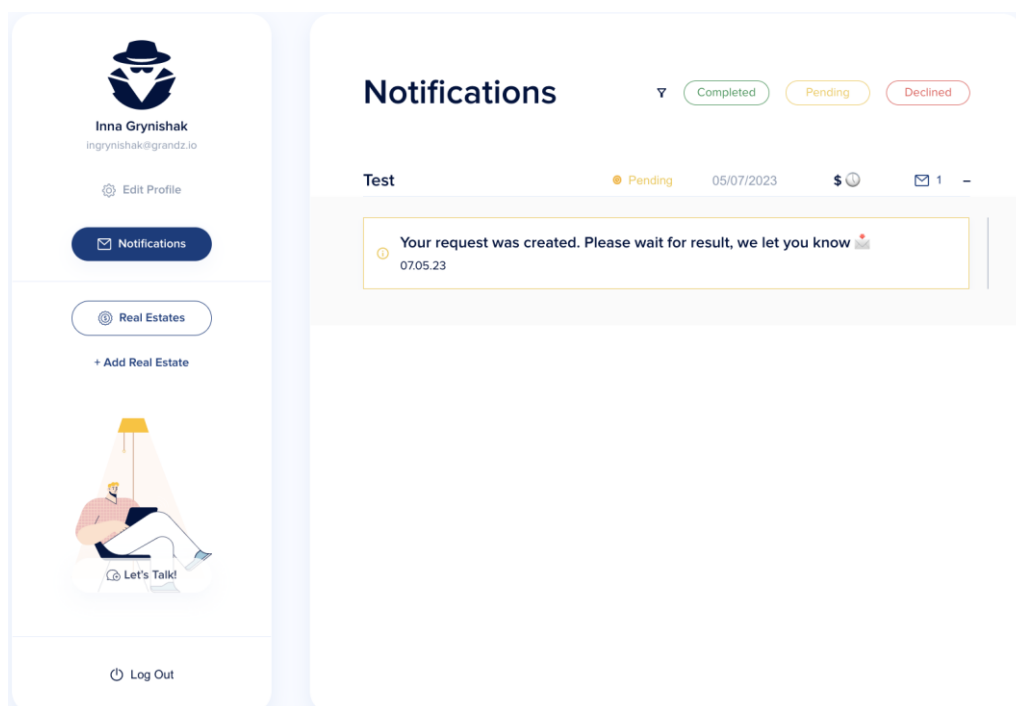 Inna Grynishak
ingrynishak@grandz.io
Edit Profile
Notifications
Real Estates
+ Add Real Estate
Let's Talk!
Log Out
Notifications
Completed Pending Declined
Test Pending 05/07/2023 $ 1 –
Your request was created. Please wait for result, we let you know 📩
07.05.23